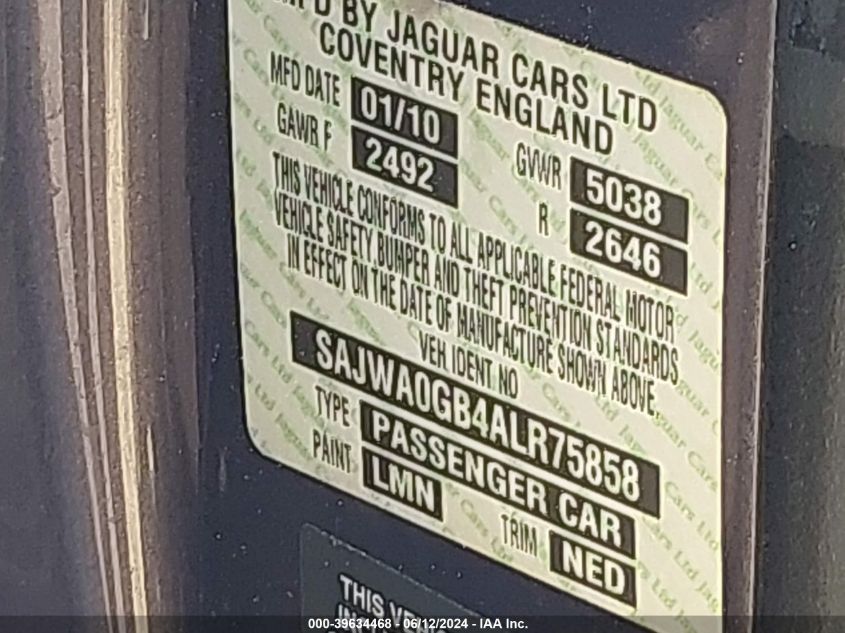 MFD BY JAGUAR CARS LTD
COVENTRY ENGLAND
MFD DATE 01/10
GAWR F 2492 GVWR 5038
R 2646
THIS VEHICLE CONFORMS TO ALL APPLICABLE FEDERAL MOTOR
VEHICLE SAFETY, BUMPER AND THEFT PREVENTION STANDARDS
IN EFFECT ON THE DATE OF MANUFACTURE SHOWN ABOVE.
VEH IDENT NO
SAJWA0GB4ALR75858
TYPE PASSENGER CAR
PAINT LMN TRIM NED
THIS
000-39634468 - 06/12/2024 - IAA Inc.